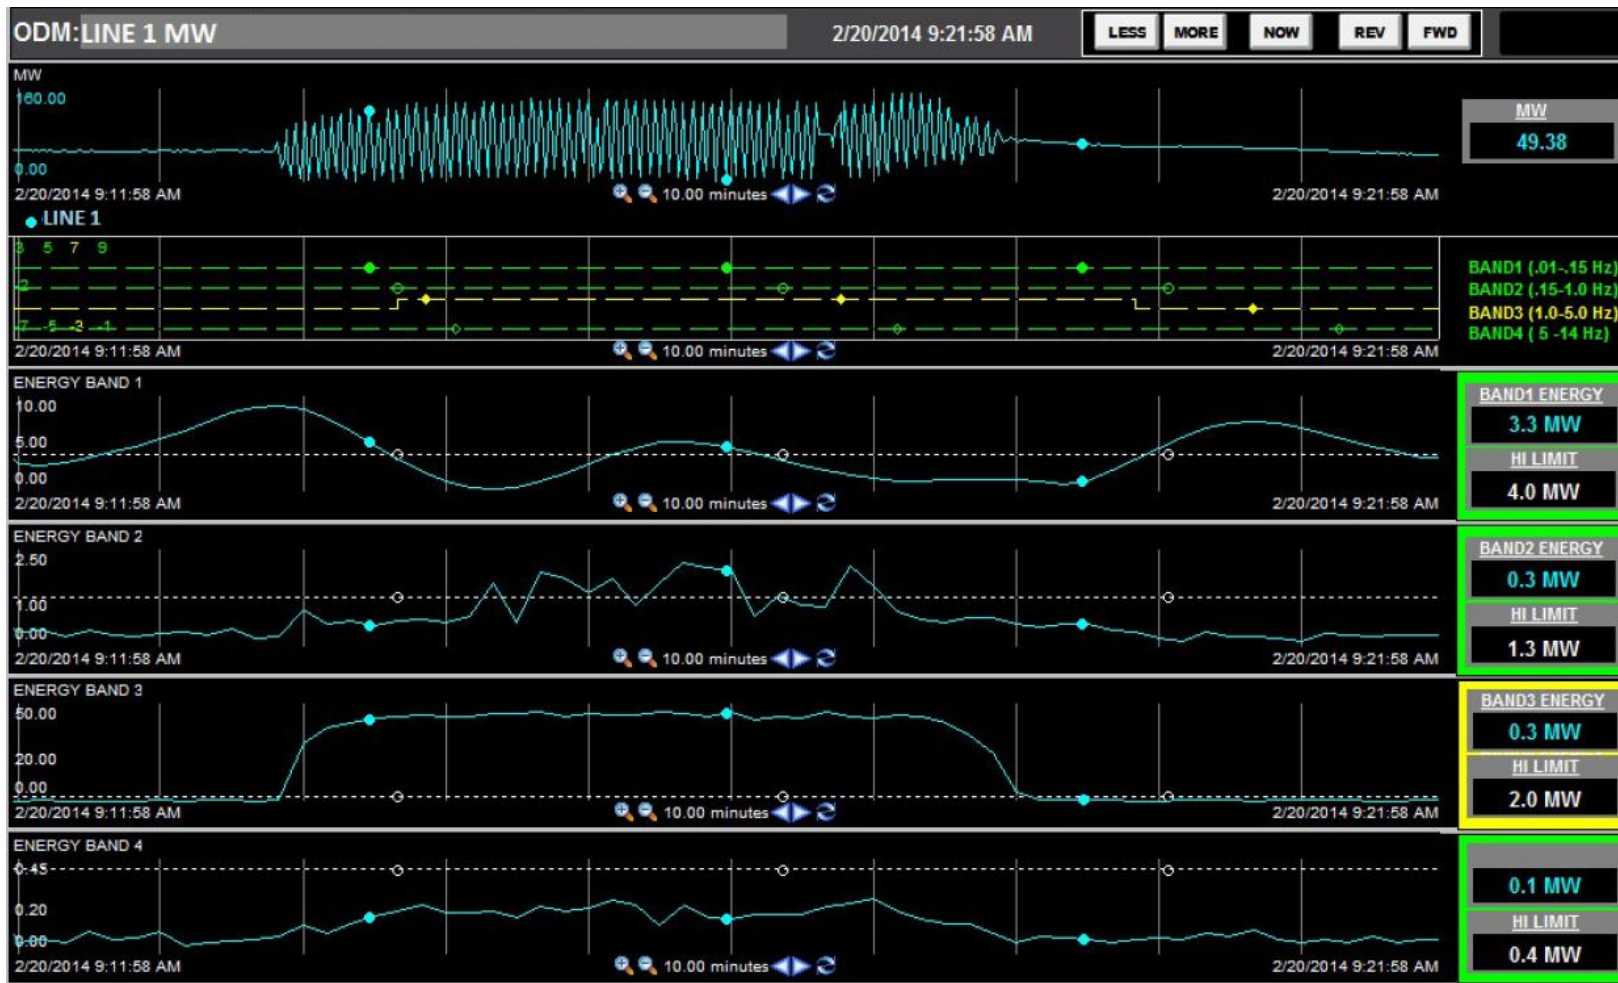 ODM:LINE 1 MW 2/20/2014 9:21:58 AM LESS MORE NOW REV FWD
MW
160.00
0.00
2/20/2014 9:11:58 AM 10.00 minutes 2/20/2014 9:21:58 AM
MW
49.38
LINE 1
3 5 7 9
-2
-7 -5 -3 -1
BAND1 (.01-.15 Hz)
BAND2 (.15-1.0 Hz)
BAND3 (1.0-5.0 Hz)
BAND4 ( 5 -14 Hz)
2/20/2014 9:11:58 AM 10.00 minutes 2/20/2014 9:21:58 AM
ENERGY BAND 1
10.00
5.00
0.00
2/20/2014 9:11:58 AM 10.00 minutes 2/20/2014 9:21:58 AM
BAND1 ENERGY
3.3 MW
HI LIMIT
4.0 MW
ENERGY BAND 2
2.50
1.00
0.00
2/20/2014 9:11:58 AM 10.00 minutes 2/20/2014 9:21:58 AM
BAND2 ENERGY
0.3 MW
HI LIMIT
1.3 MW
ENERGY BAND 3
50.00
20.00
0.00
2/20/2014 9:11:58 AM 10.00 minutes 2/20/2014 9:21:58 AM
BAND3 ENERGY
0.3 MW
HI LIMIT
2.0 MW
ENERGY BAND 4
0.45
0.20
0.00
2/20/2014 9:11:58 AM 10.00 minutes 2/20/2014 9:21:58 AM
0.1 MW
HI LIMIT
0.4 MW